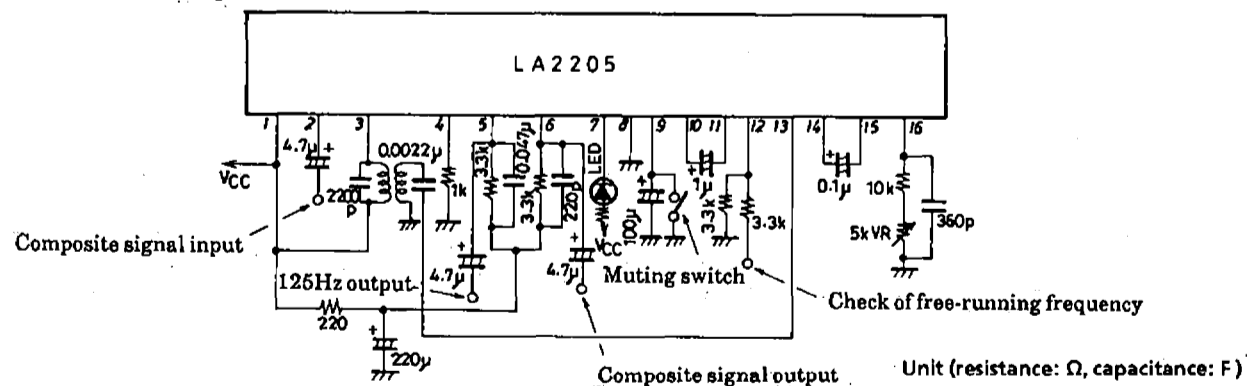 LA2205
1 2 3 4 5 6 7 8 9 10 11 12 13 14 15 16
4.7μ + 0.0022μ 3.3k 0.047μ LED
VCC 2200p 1k 3.3k 220p 100μ + 1μ 3.3k 3.3k 0.1μ 10k 360p
VCC 5kVR
Composite signal input
4.7μ + 4.7μ + Muting switch
125Hz output Check of free-running frequency
220
+ 220μ
Composite signal output Unit (resistance: Ω, capacitance: F)